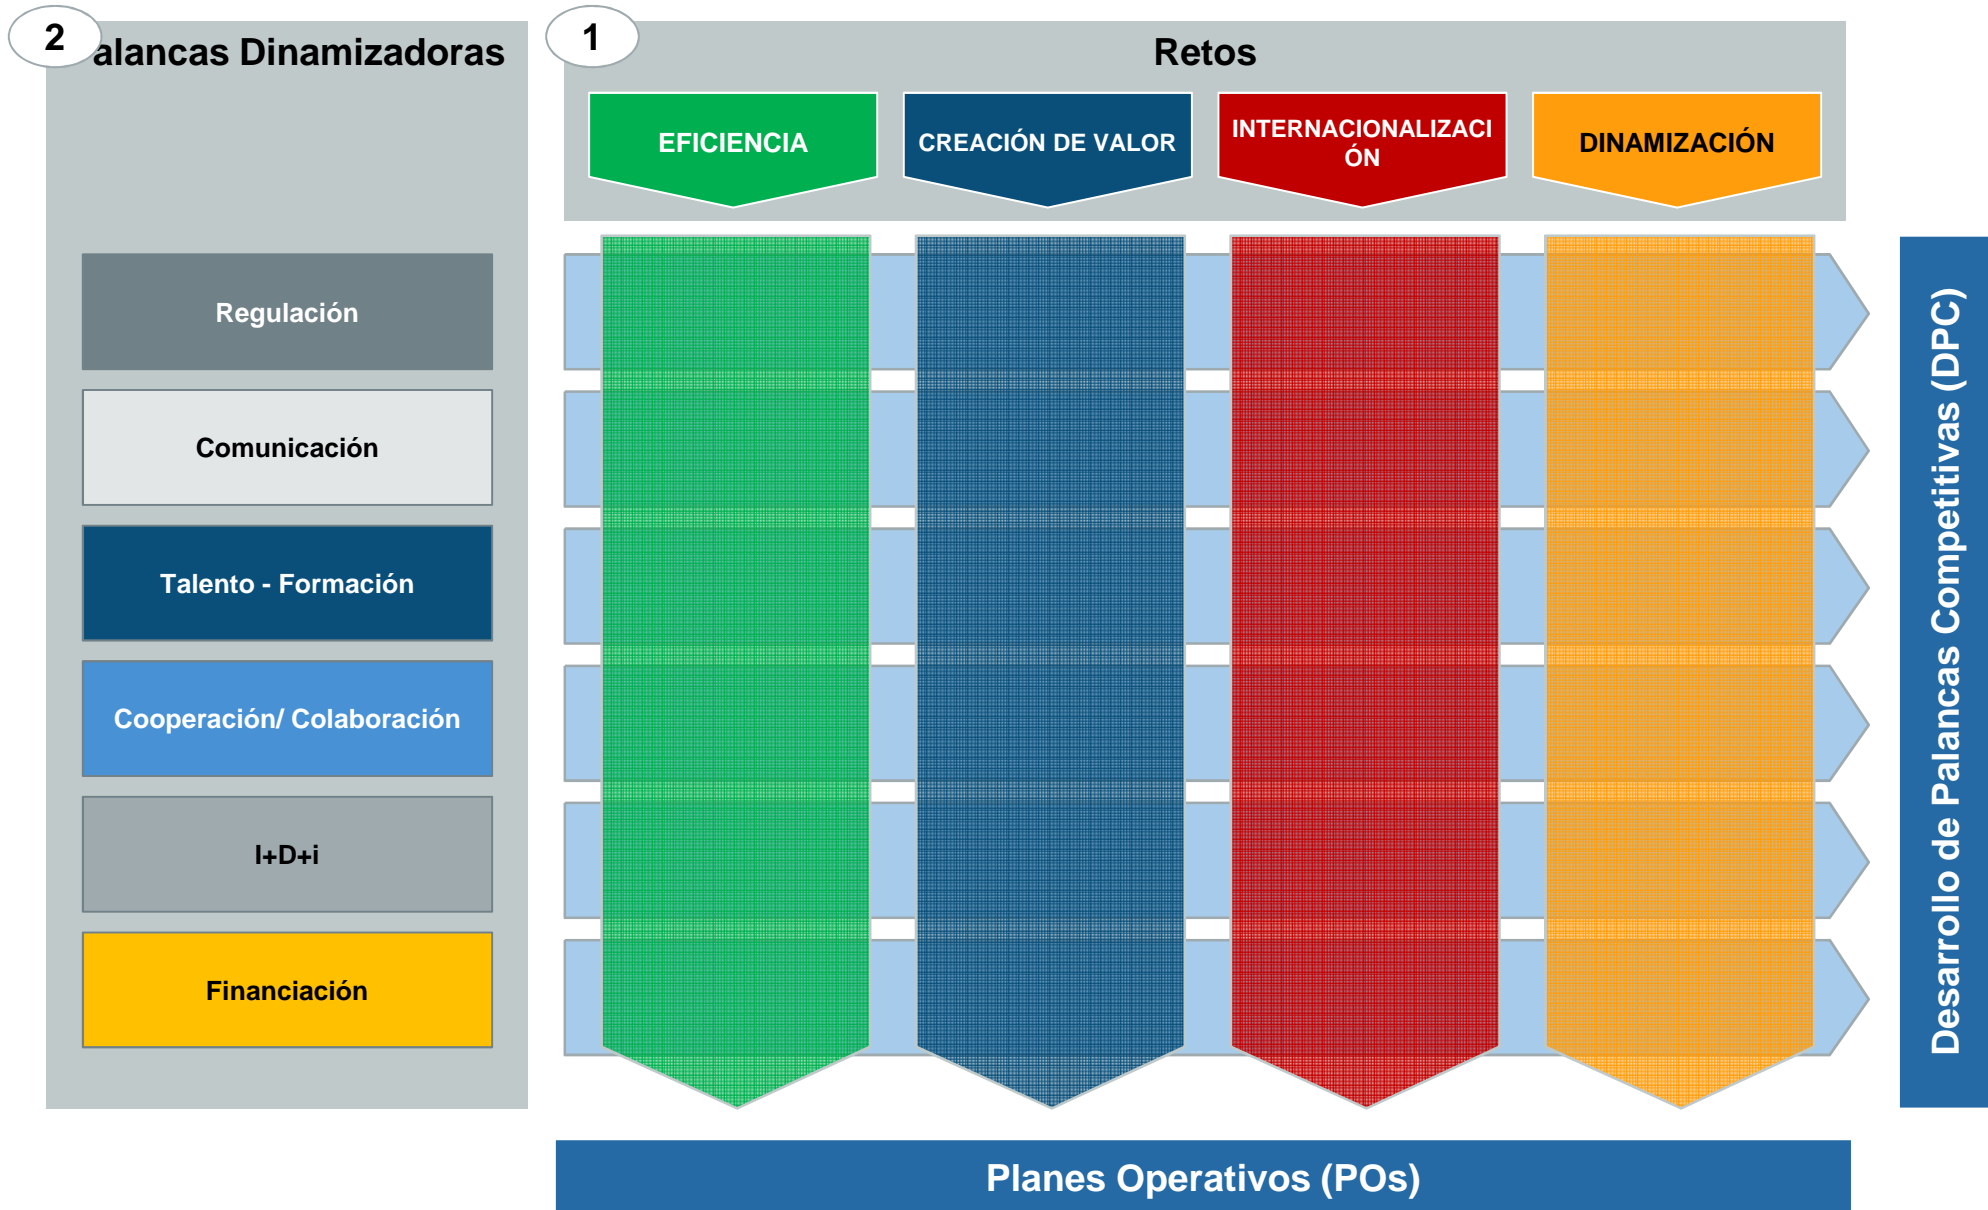 2
alancas Dinamizadoras
1
Retos
EFICIENCIA
CREACIÓN DE VALOR
INTERNACIONALIZACI
ÓN
DINAMIZACIÓN
Regulación
Comunicación
Talento - Formación
Cooperación/ Colaboración
I+D+i
Financiación
Desarrollo de Palancas Competitivas (DPC)
Planes Operativos (POs)